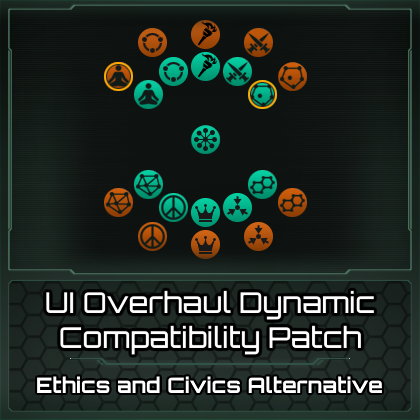 UI Overhaul Dynamic
Compatibility Patch
Ethics and Civics Alternative